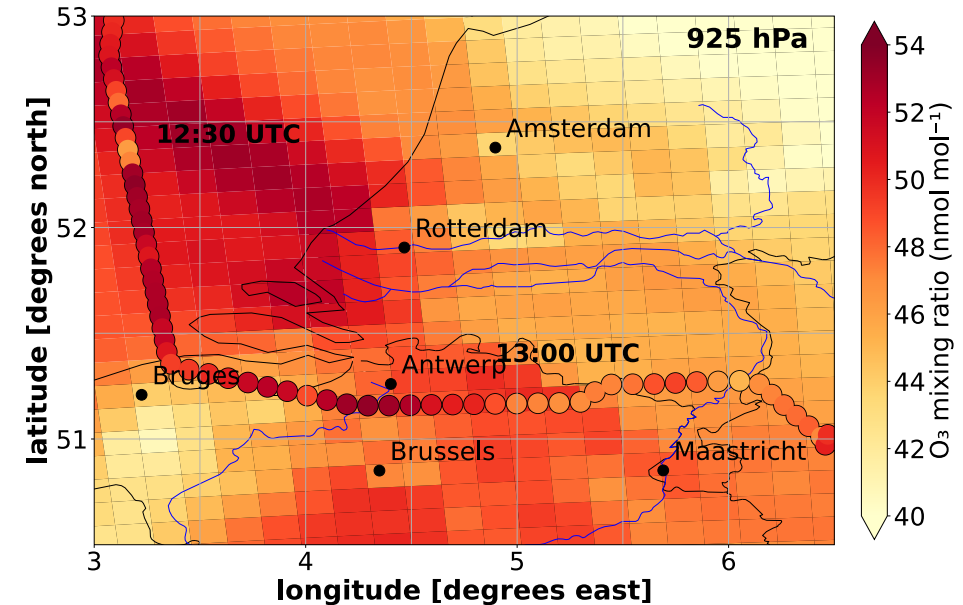 53
52
51
3
4
5
6
latitude [degrees north]
longitude [degrees east]
925 hPa
12:30 UTC
Amsterdam
Rotterdam
13:00 UTC
Antwerp
Bruges
Brussels
Maastricht
54
52
50
48
46
44
42
40
O₃ mixing ratio (nmol mol⁻¹)